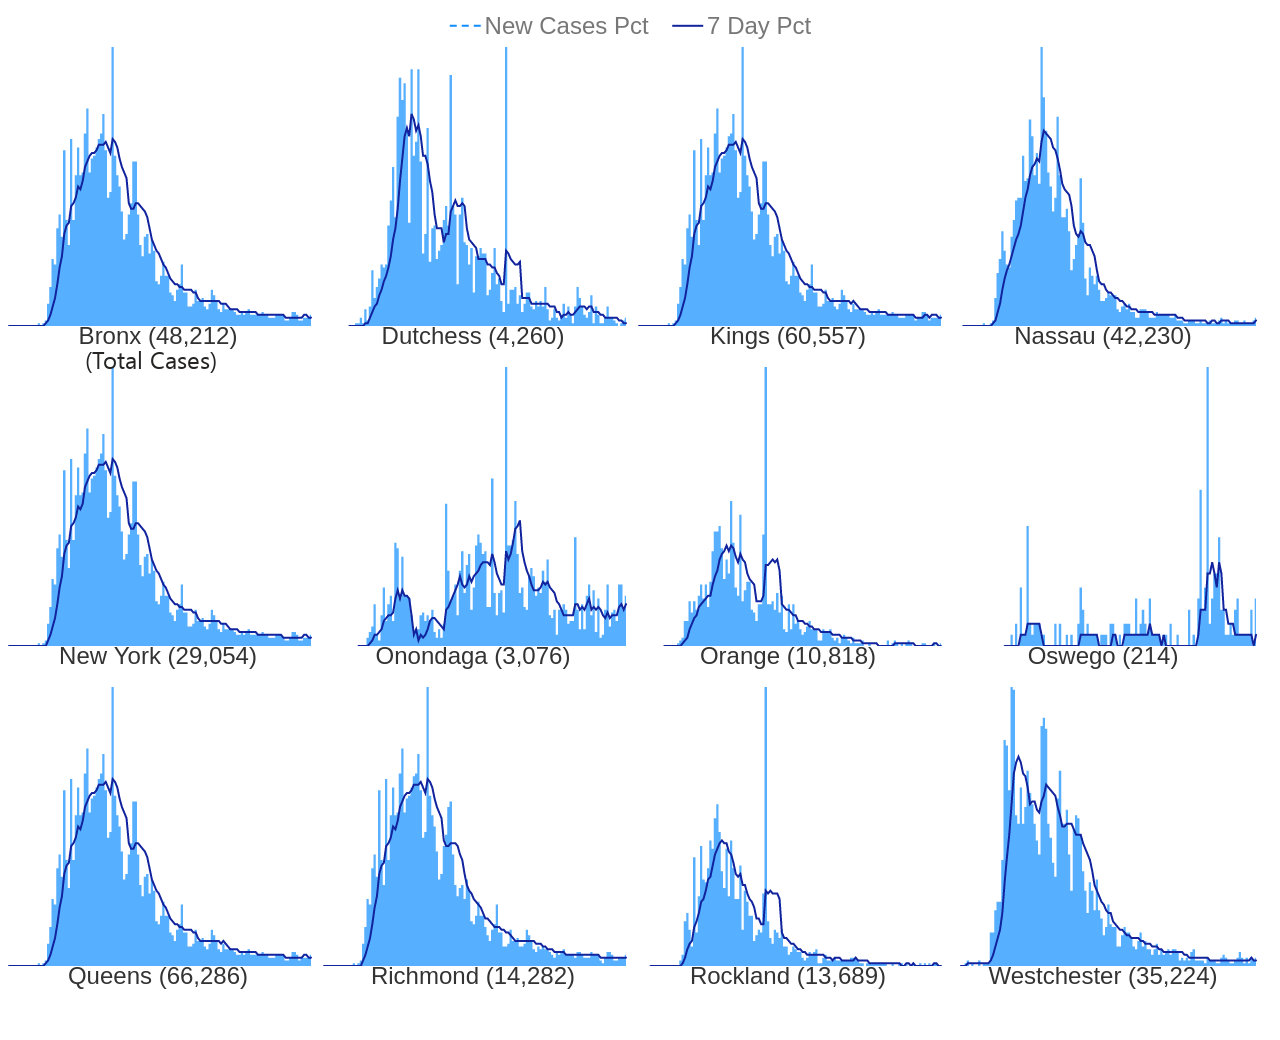 New Cases Pct 7 Day Pct
Bronx (48,212) Dutchess (4,260) Kings (60,557) Nassau (42,230)
(Total Cases)
New York (29,054) Onondaga (3,076) Orange (10,818) Oswego (214)
Queens (66,286) Richmond (14,282) Rockland (13,689) Westchester (35,224)